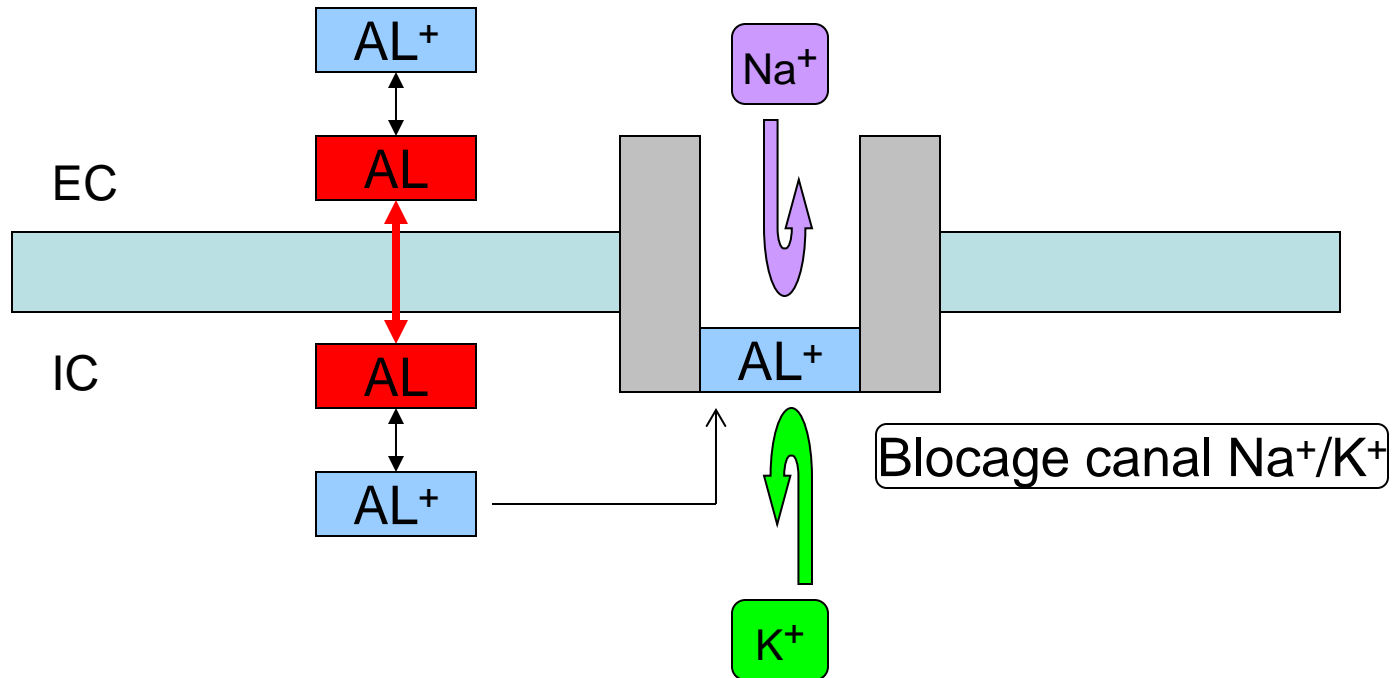 AL⁺
Na⁺
AL
EC
AL⁺
AL
IC
Blocage canal Na⁺/K⁺
AL⁺
K⁺